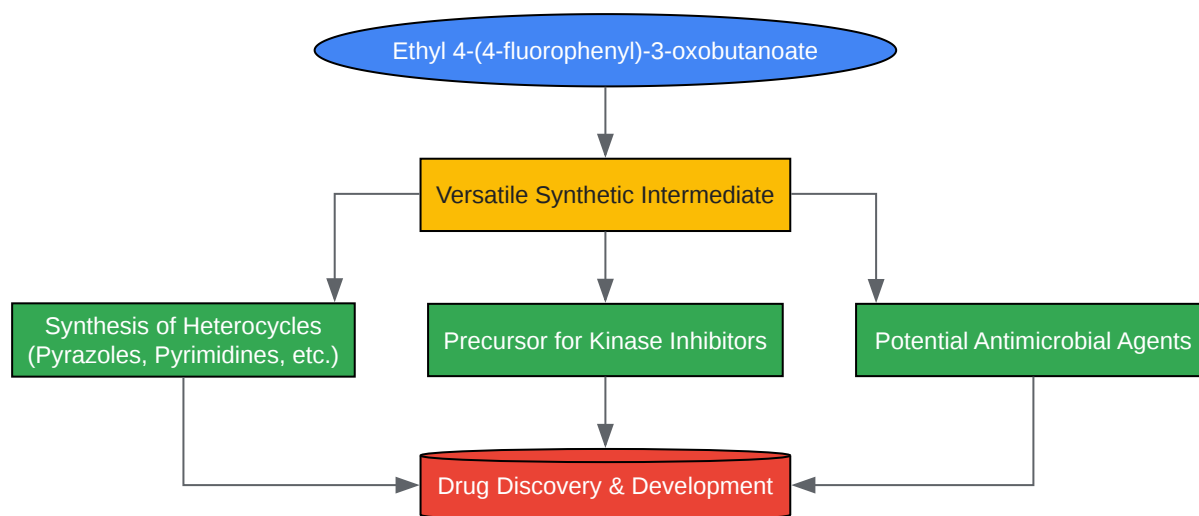 Ethyl 4-(4-fluorophenyl)-3-oxobutanoate
Versatile Synthetic Intermediate
Synthesis of Heterocycles
(Pyrazoles, Pyrimidines, etc.)
Precursor for Kinase Inhibitors
Potential Antimicrobial Agents
Drug Discovery & Development